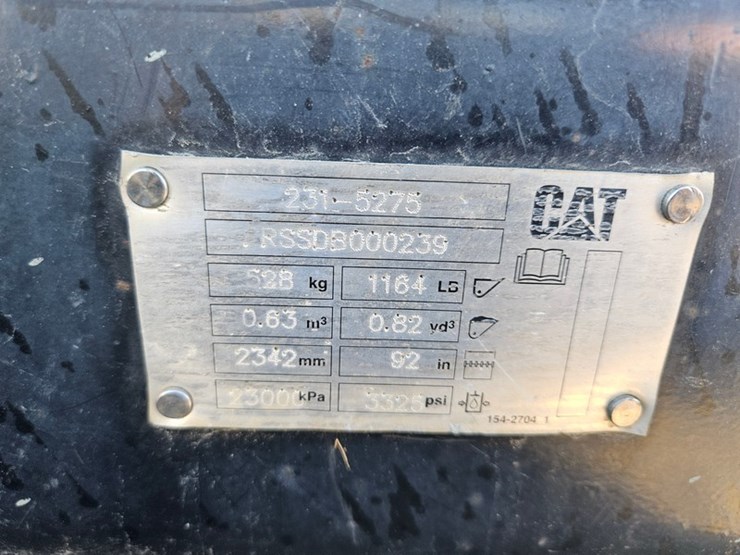 231-5275
CAT
RSSDB000239
528 kg 1164 LB
0.63 m³ 0.82 yd³
2342 mm 92 in
23000 kPa 3325 psi
154-2704 1